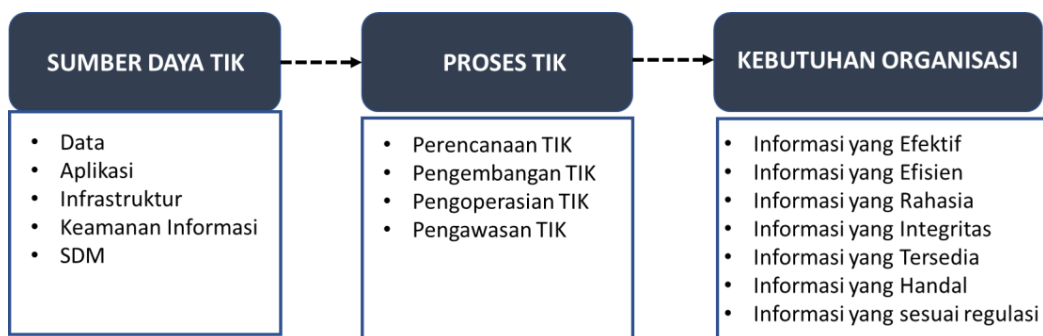 SUMBER DAYA TIK
Data
Aplikasi
Infrastruktur
Keamanan Informasi
SDM
PROSES TIK
Perencanaan TIK
Pengembangan TIK
Pengoperasian TIK
Pengawasan TIK
KEBUTUHAN ORGANISASI
Informasi yang Efektif
Informasi yang Efisien
Informasi yang Rahasia
Informasi yang Integritas
Informasi yang Tersedia
Informasi yang Handal
Informasi yang sesuai regulasi